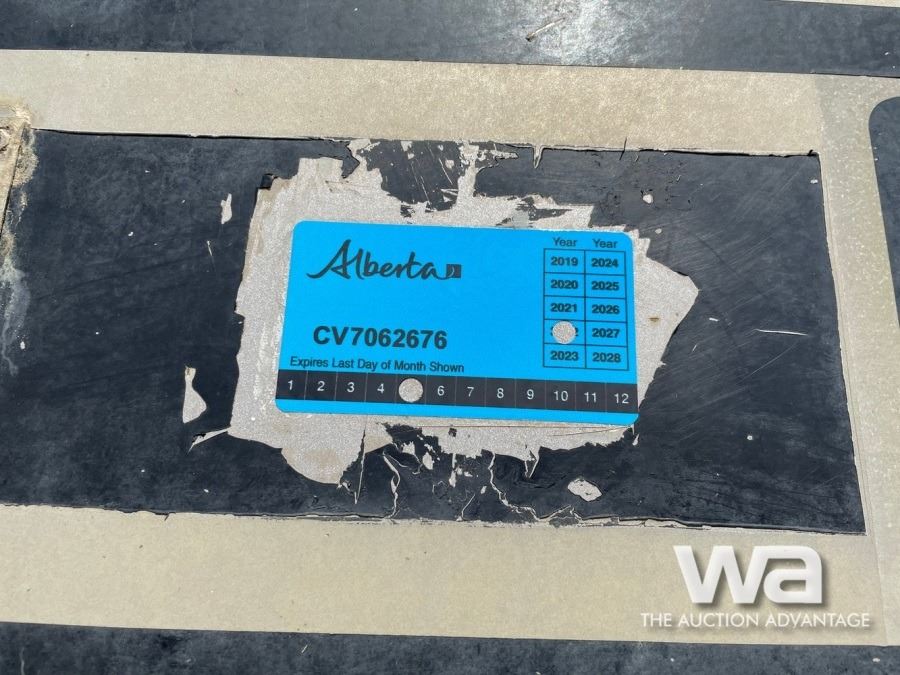 Alberta
Year Year
2019 2024
2020 2025
2021 2026
2027
2023 2028
CV7062676
Expires Last Day of Month Shown
1 2 3 4 6 7 8 9 10 11 12
wa
THE AUCTION ADVANTAGE